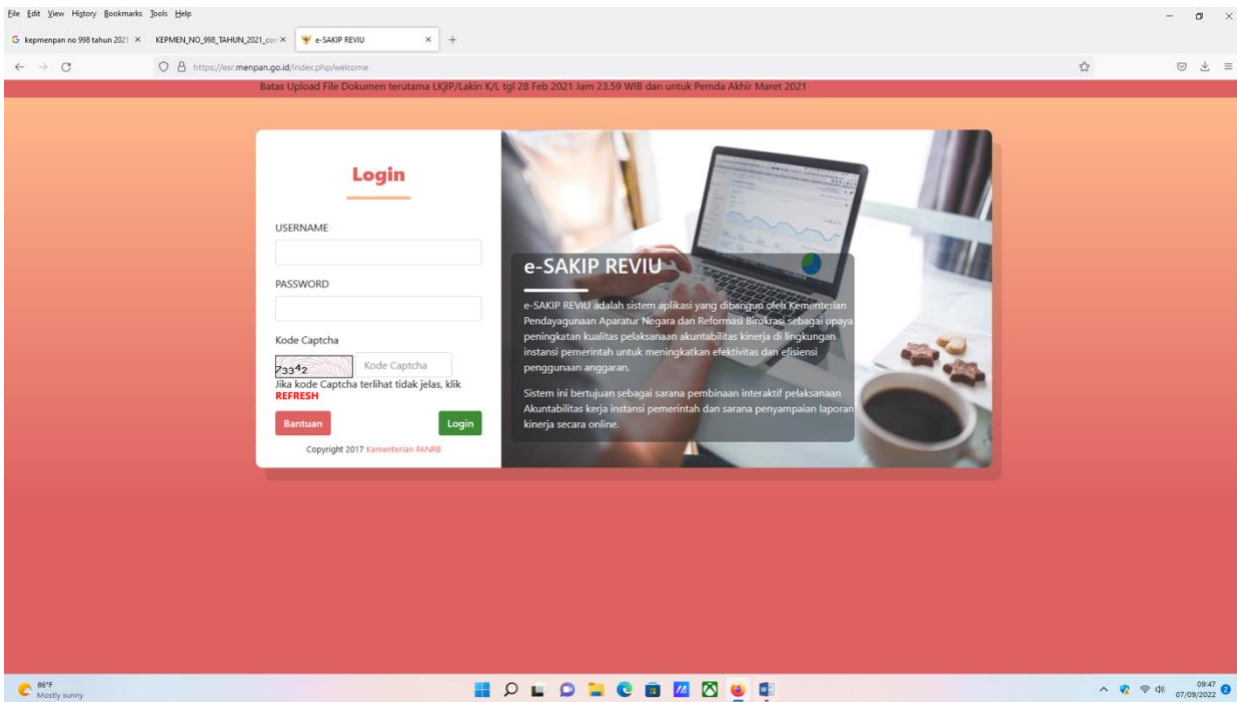 File Edit View History Bookmarks Tools Help
kepmenpan no 998 tahun 2021
KEPMEN_NO_998_TAHUN_2021_con
e-SAKIP REVIU
https://esr.menpan.go.id/index.php/welcome
Batas Upload File Dokumen terutama LKjIP/Lakin K/L tgl 28 Feb 2021 Jam 23.59 WIB dan untuk Pemda Akhir Maret 2021
Login
USERNAME
PASSWORD
Kode Captcha
73342 Kode Captcha
Jika kode Captcha terlihat tidak jelas, klik
REFRESH
Bantuan Login
Copyright 2017 Kementerian PANRB
e-SAKIP REVIU
e-SAKIP REVIU adalah sistem aplikasi yang dibangun oleh Kementerian
Pendayagunaan Aparatur Negara dan Reformasi Birokrasi sebagai upaya
peningkatan kualitas pelaksanaan akuntabilitas kinerja di lingkungan
instansi pemerintah untuk meningkatkan efektivitas dan efisiensi
penggunaan anggaran.
Sistem ini bertujuan sebagai sarana pembinaan interaktif pelaksanaan
Akuntabilitas kerja instansi pemerintah dan sarana penyampaian laporan
kinerja secara online.
86°F
Mostly sunny
09:47
07/09/2022
2